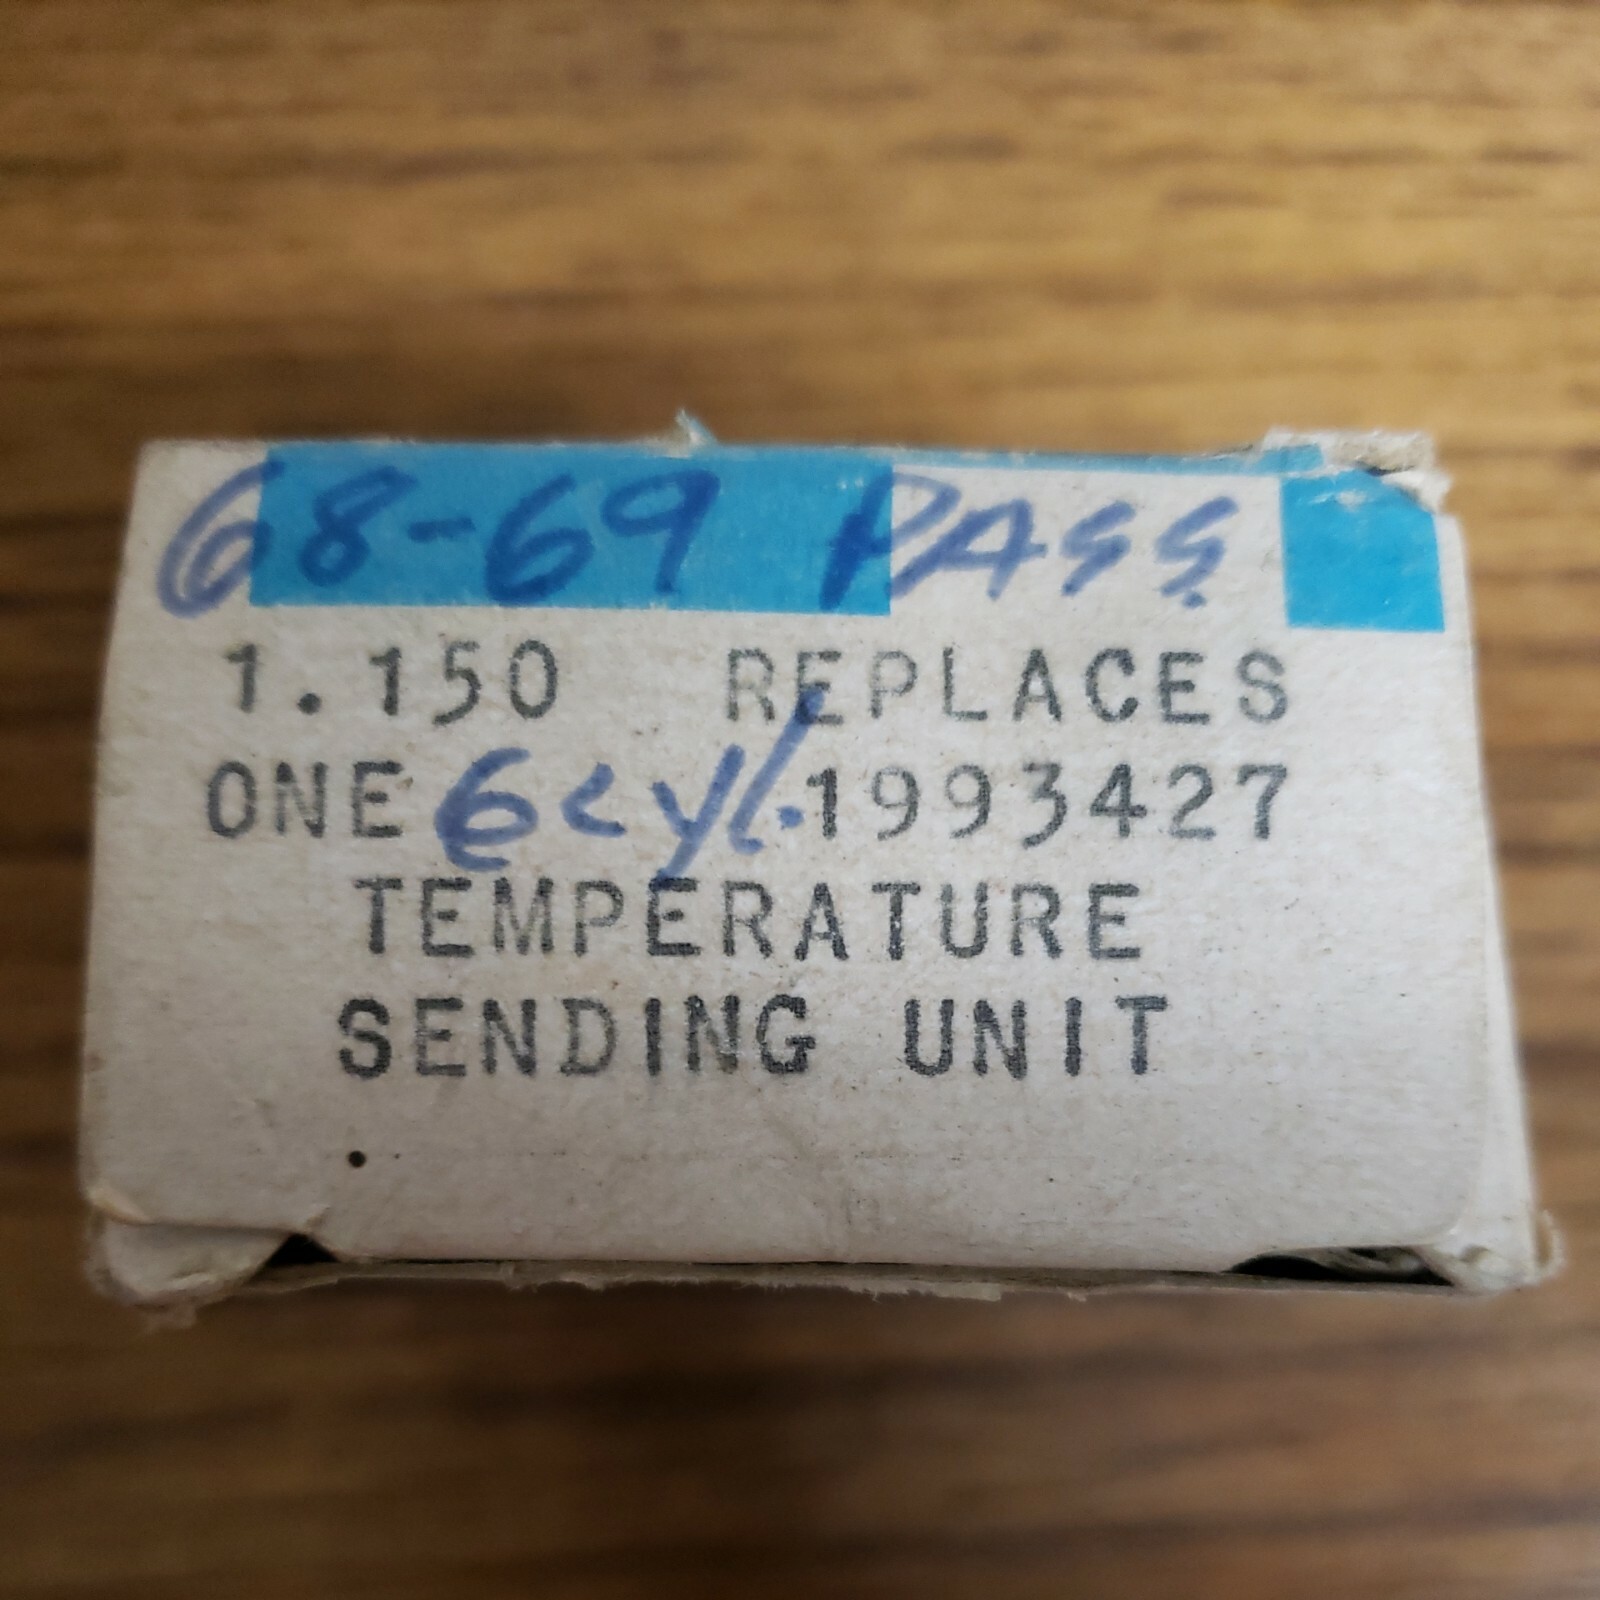 68-69 PASS
1.150 REPLACES
ONE 6cyl. 1993427
TEMPERATURE
SENDING UNIT